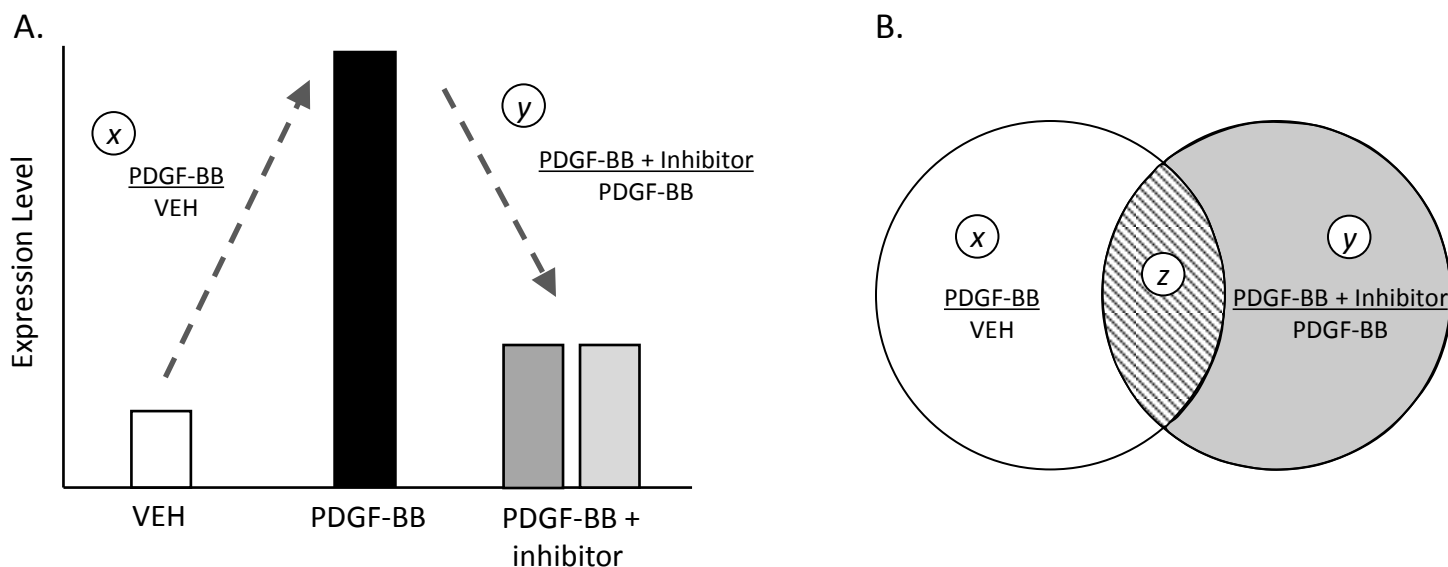 A.
Expression Level
x
PDGF-BB
VEH
y
PDGF-BB + Inhibitor
PDGF-BB
VEH
PDGF-BB
PDGF-BB +
inhibitor
B.
x
PDGF-BB
VEH
z
y
PDGF-BB + Inhibitor
PDGF-BB